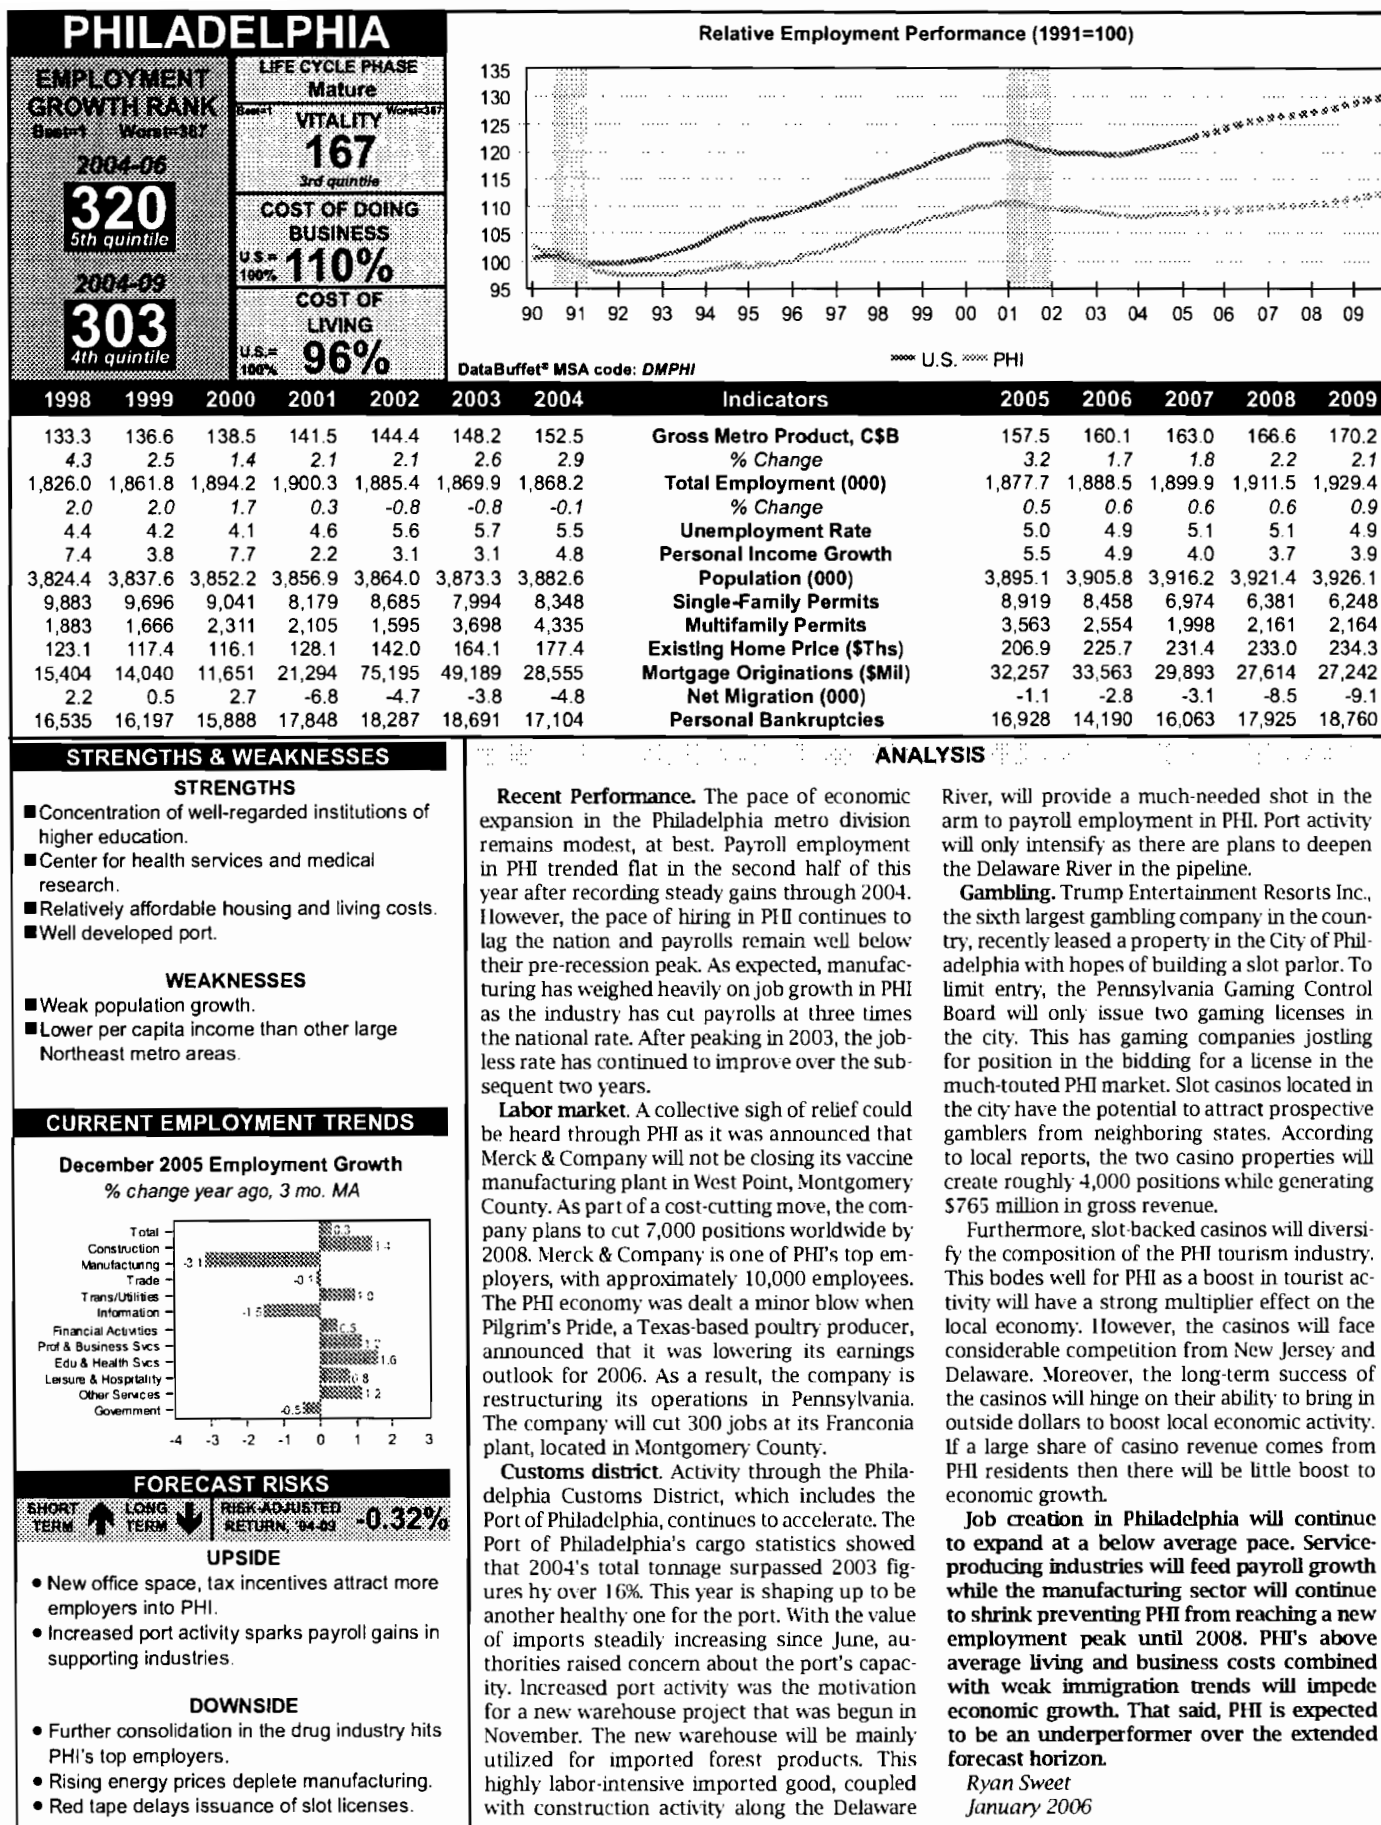 PHILADELPHIA
EMPLOYMENT
GROWTH RANK
Best=1 Worst=387
2004-06
320
5th quintile
2004-09
303
4th quintile
LIFE CYCLE PHASE
Mature
Best=1 Worst=387
VITALITY
167
3rd quintile
COST OF DOING
BUSINESS
U.S.=
100% 110%
COST OF
LIVING
U.S.=
100% 96%
Relative Employment Performance (1991=100)
135
130
125
120
115
110
105
100
95
90 91 92 93 94 95 96 97 98 99 00 01 02 03 04 05 06 07 08 09
U.S. PHI
DataBuffet® MSA code: DMPHI
1998 1999 2000 2001 2002 2003 2004 Indicators 2005 2006 2007 2008 2009
133.3 136.6 138.5 141.5 144.4 148.2 152.5 Gross Metro Product, C$B 157.5 160.1 163.0 166.6 170.2
4.3 2.5 1.4 2.1 2.1 2.6 2.9 % Change 3.2 1.7 1.8 2.2 2.1
1,826.0 1,861.8 1,894.2 1,900.3 1,885.4 1,869.9 1,868.2 Total Employment (000) 1,877.7 1,888.5 1,899.9 1,911.5 1,929.4
2.0 2.0 1.7 0.3 -0.8 -0.8 -0.1 % Change 0.5 0.6 0.6 0.6 0.9
4.4 4.2 4.1 4.6 5.6 5.7 5.5 Unemployment Rate 5.0 4.9 5.1 5.1 4.9
7.4 3.8 7.7 2.2 3.1 3.1 4.8 Personal Income Growth 5.5 4.9 4.0 3.7 3.9
3,824.4 3,837.6 3,852.2 3,856.9 3,864.0 3,873.3 3,882.6 Population (000) 3,895.1 3,905.8 3,916.2 3,921.4 3,926.1
9,883 9,696 9,041 8,179 8,685 7,994 8,348 Single-Family Permits 8,919 8,458 6,974 6,381 6,248
1,883 1,666 2,311 2,105 1,595 3,698 4,335 Multifamily Permits 3,563 2,554 1,998 2,161 2,164
123.1 117.4 116.1 128.1 142.0 164.1 177.4 Existing Home Price ($Ths) 206.9 225.7 231.4 233.0 234.3
15,404 14,040 11,651 21,294 75,195 49,189 28,555 Mortgage Originations ($Mil) 32,257 33,563 29,893 27,614 27,242
2.2 0.5 2.7 -6.8 -4.7 -3.8 -4.8 Net Migration (000) -1.1 -2.8 -3.1 -8.5 -9.1
16,535 16,197 15,888 17,848 18,287 18,691 17,104 Personal Bankruptcies 16,928 14,190 16,063 17,925 18,760
STRENGTHS & WEAKNESSES
STRENGTHS
■ Concentration of well-regarded institutions of
higher education.
■ Center for health services and medical
research.
■ Relatively affordable housing and living costs.
■ Well developed port.
WEAKNESSES
■ Weak population growth.
■ Lower per capita income than other large
Northeast metro areas.
CURRENT EMPLOYMENT TRENDS
December 2005 Employment Growth
% change year ago, 3 mo. MA
Total 0.3
Construction 1.4
Manufacturing -3.1
Trade -0.1
Trans/Utilities 1.0
Information -1.5
Financial Activities 0.5
Prof & Business Svcs 1.2
Edu & Health Svcs 1.6
Leisure & Hospitality 0.8
Other Services 1.2
Government -0.5
-4 -3 -2 -1 0 1 2 3
FORECAST RISKS
SHORT TERM LONG TERM RISK-ADJUSTED RETURN, '04-09 -0.32%
UPSIDE
• New office space, tax incentives attract more
employers into PHI.
• Increased port activity sparks payroll gains in
supporting industries.
DOWNSIDE
• Further consolidation in the drug industry hits
PHI's top employers.
• Rising energy prices deplete manufacturing.
• Red tape delays issuance of slot licenses.
ANALYSIS
Recent Performance. The pace of economic
expansion in the Philadelphia metro division
remains modest, at best. Payroll employment
in PHI trended flat in the second half of this
year after recording steady gains through 2004.
However, the pace of hiring in PHI continues to
lag the nation and payrolls remain well below
their pre-recession peak. As expected, manufac-
turing has weighed heavily on job growth in PHI
as the industry has cut payrolls at three times
the national rate. After peaking in 2003, the job-
less rate has continued to improve over the sub-
sequent two years.
Labor market. A collective sigh of relief could
be heard through PHI as it was announced that
Merck & Company will not be closing its vaccine
manufacturing plant in West Point, Montgomery
County. As part of a cost-cutting move, the com-
pany plans to cut 7,000 positions worldwide by
2008. Merck & Company is one of PHI's top em-
ployers, with approximately 10,000 employees.
The PHI economy was dealt a minor blow when
Pilgrim's Pride, a Texas-based poultry producer,
announced that it was lowering its earnings
outlook for 2006. As a result, the company is
restructuring its operations in Pennsylvania.
The company will cut 300 jobs at its Franconia
plant, located in Montgomery County.
Customs district. Activity through the Phila-
delphia Customs District, which includes the
Port of Philadelphia, continues to accelerate. The
Port of Philadelphia's cargo statistics showed
that 2004's total tonnage surpassed 2003 fig-
ures by over 16%. This year is shaping up to be
another healthy one for the port. With the value
of imports steadily increasing since June, au-
thorities raised concern about the port's capac-
ity. Increased port activity was the motivation
for a new warehouse project that was begun in
November. The new warehouse will be mainly
utilized for imported forest products. This
highly labor-intensive imported good, coupled
with construction activity along the Delaware
River, will provide a much-needed shot in the
arm to payroll employment in PHI. Port activity
will only intensify as there are plans to deepen
the Delaware River in the pipeline.
Gambling. Trump Entertainment Resorts Inc.,
the sixth largest gambling company in the coun-
try, recently leased a property in the City of Phil-
adelphia with hopes of building a slot parlor. To
limit entry, the Pennsylvania Gaming Control
Board will only issue two gaming licenses in
the city. This has gaming companies jostling
for position in the bidding for a license in the
much-touted PHI market. Slot casinos located in
the city have the potential to attract prospective
gamblers from neighboring states. According
to local reports, the two casino properties will
create roughly 4,000 positions while generating
$765 million in gross revenue.
Furthermore, slot-backed casinos will diversi-
fy the composition of the PHI tourism industry.
This bodes well for PHI as a boost in tourist ac-
tivity will have a strong multiplier effect on the
local economy. However, the casinos will face
considerable competition from New Jersey and
Delaware. Moreover, the long-term success of
the casinos will hinge on their ability to bring in
outside dollars to boost local economic activity.
If a large share of casino revenue comes from
PHI residents then there will be little boost to
economic growth.
Job creation in Philadelphia will continue
to expand at a below average pace. Service-
producing industries will feed payroll growth
while the manufacturing sector will continue
to shrink preventing PHI from reaching a new
employment peak until 2008. PHI's above
average living and business costs combined
with weak immigration trends will impede
economic growth. That said, PHI is expected
to be an underperformer over the extended
forecast horizon.
Ryan Sweet
January 2006